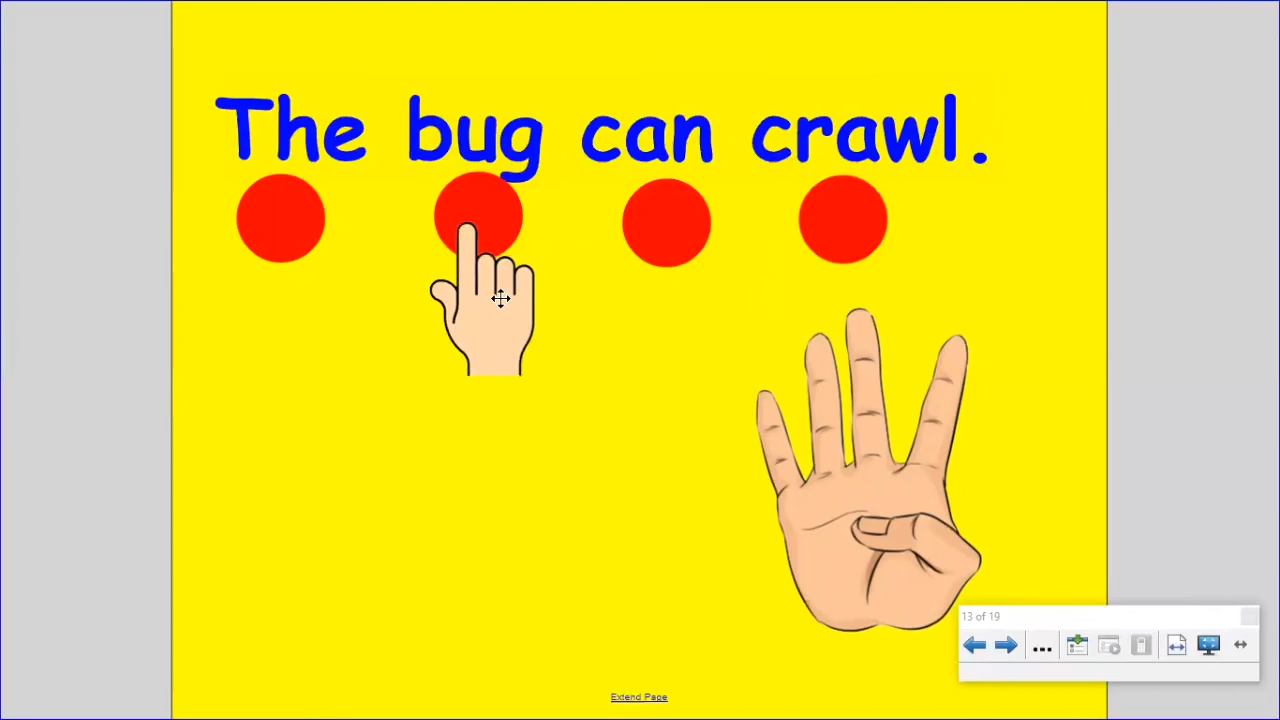 The bug can crawl.
13 of 19
...
Extend Page